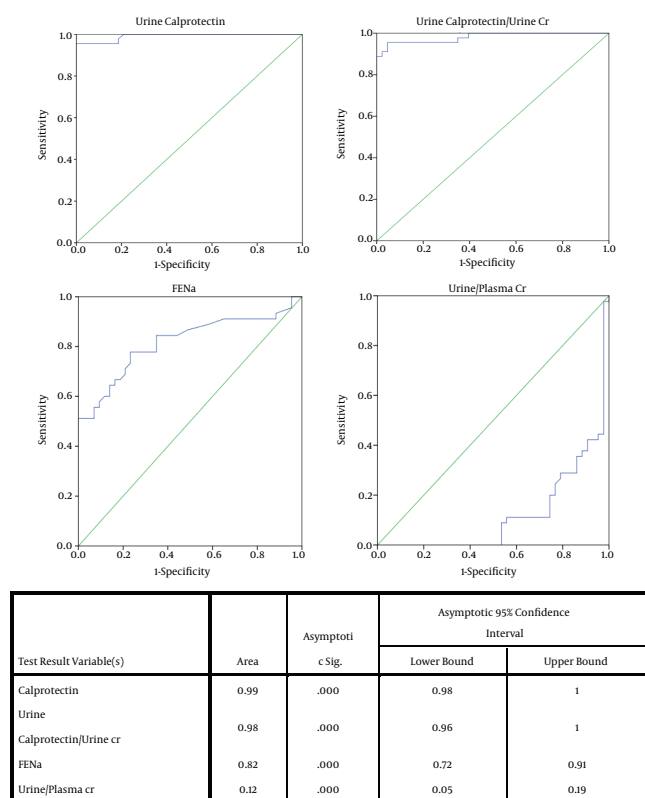 Urine Calprotectin
1.0
0.8
0.6
0.4
0.2
0.0
0.0 0.2 0.4 0.6 0.8 1.0
Sensitivity
1-Specificity
Urine Calprotectin/Urine Cr
1.0
0.8
0.6
0.4
0.2
0.0
0.0 0.2 0.4 0.6 0.8 1.0
Sensitivity
1-Specificity
FENa
1.0
0.8
0.6
0.4
0.2
0.0
0.0 0.2 0.4 0.6 0.8 1.0
Sensitivity
1-Specificity
Urine/Plasma Cr
1.0
0.8
0.6
0.4
0.2
0.0
0.0 0.2 0.4 0.6 0.8 1.0
Sensitivity
1-Specificity
Asymptotic 95% Confidence
Interval
Asymptoti
Test Result Variable(s) Area c Sig. Lower Bound Upper Bound
Calprotectin 0.99 .000 0.98 1
Urine
0.98 .000 0.96 1
Calprotectin/Urine cr
FENa 0.82 .000 0.72 0.91
Urine/Plasma cr 0.12 .000 0.05 0.19